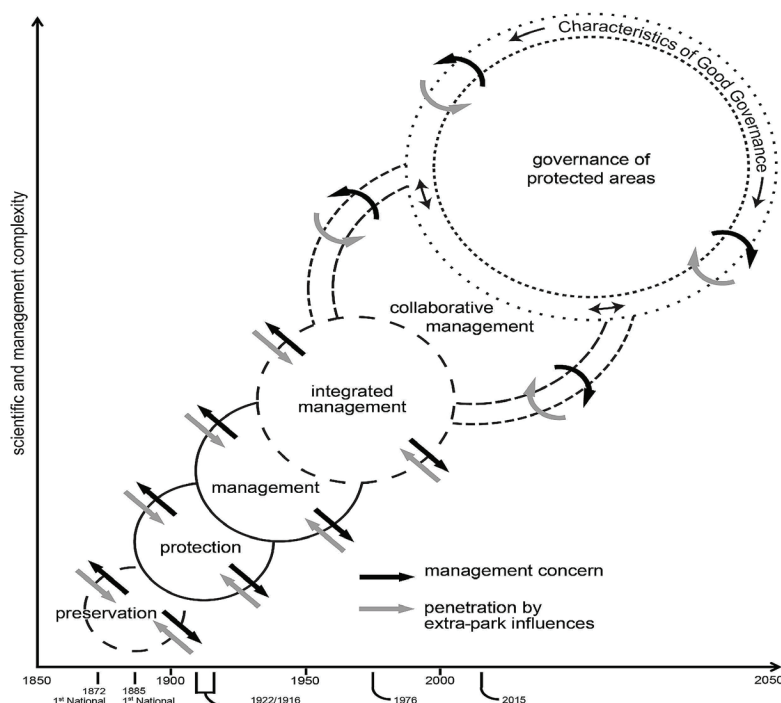 scientific and management complexity
Characteristics of Good Governance
governance of
protected areas
collaborative
management
integrated
management
management
protection
preservation
management concern
penetration by
extra-park influences
1850
1900
1950
2000
2050
1872
1st National
1885
1st National
1922/1916
1976
2015